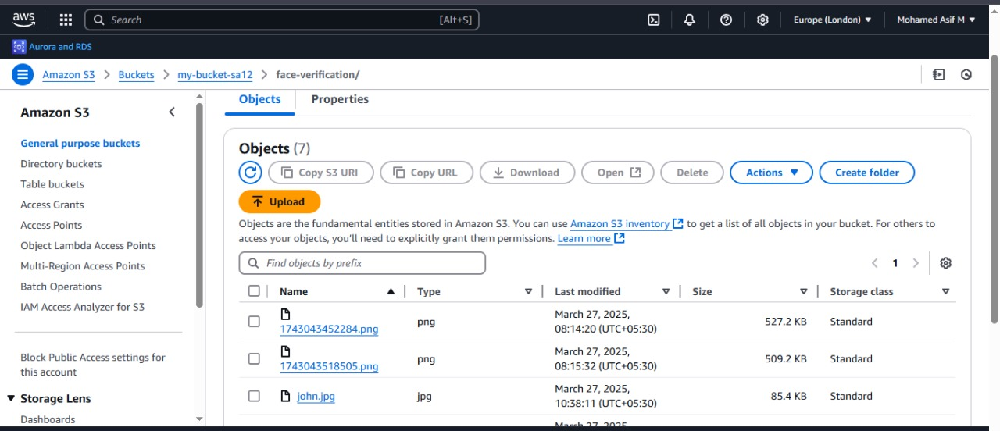 aws
Search [Alt+S]
Europe (London)
Mohamed Asif M
Aurora and RDS
Amazon S3 > Buckets > my-bucket-sa12 > face-verification/
Amazon S3
General purpose buckets
Directory buckets
Table buckets
Access Grants
Access Points
Object Lambda Access Points
Multi-Region Access Points
Batch Operations
IAM Access Analyzer for S3
Block Public Access settings for
this account
Storage Lens
Dashboards
Objects Properties
Objects (7)
Copy S3 URI Copy URL Download Open Delete Actions Create folder
Upload
Objects are the fundamental entities stored in Amazon S3. You can use Amazon S3 inventory to get a list of all objects in your bucket. For others to
access your objects, you'll need to explicitly grant them permissions. Learn more
Find objects by prefix
1
Name Type Last modified Size Storage class
1743043452284.png png March 27, 2025, 08:14:20 (UTC+05:30) 527.2 KB Standard
1743043518505.png png March 27, 2025, 08:15:32 (UTC+05:30) 509.2 KB Standard
john.jpg jpg March 27, 2025, 10:38:11 (UTC+05:30) 85.4 KB Standard
March 27, 2025,